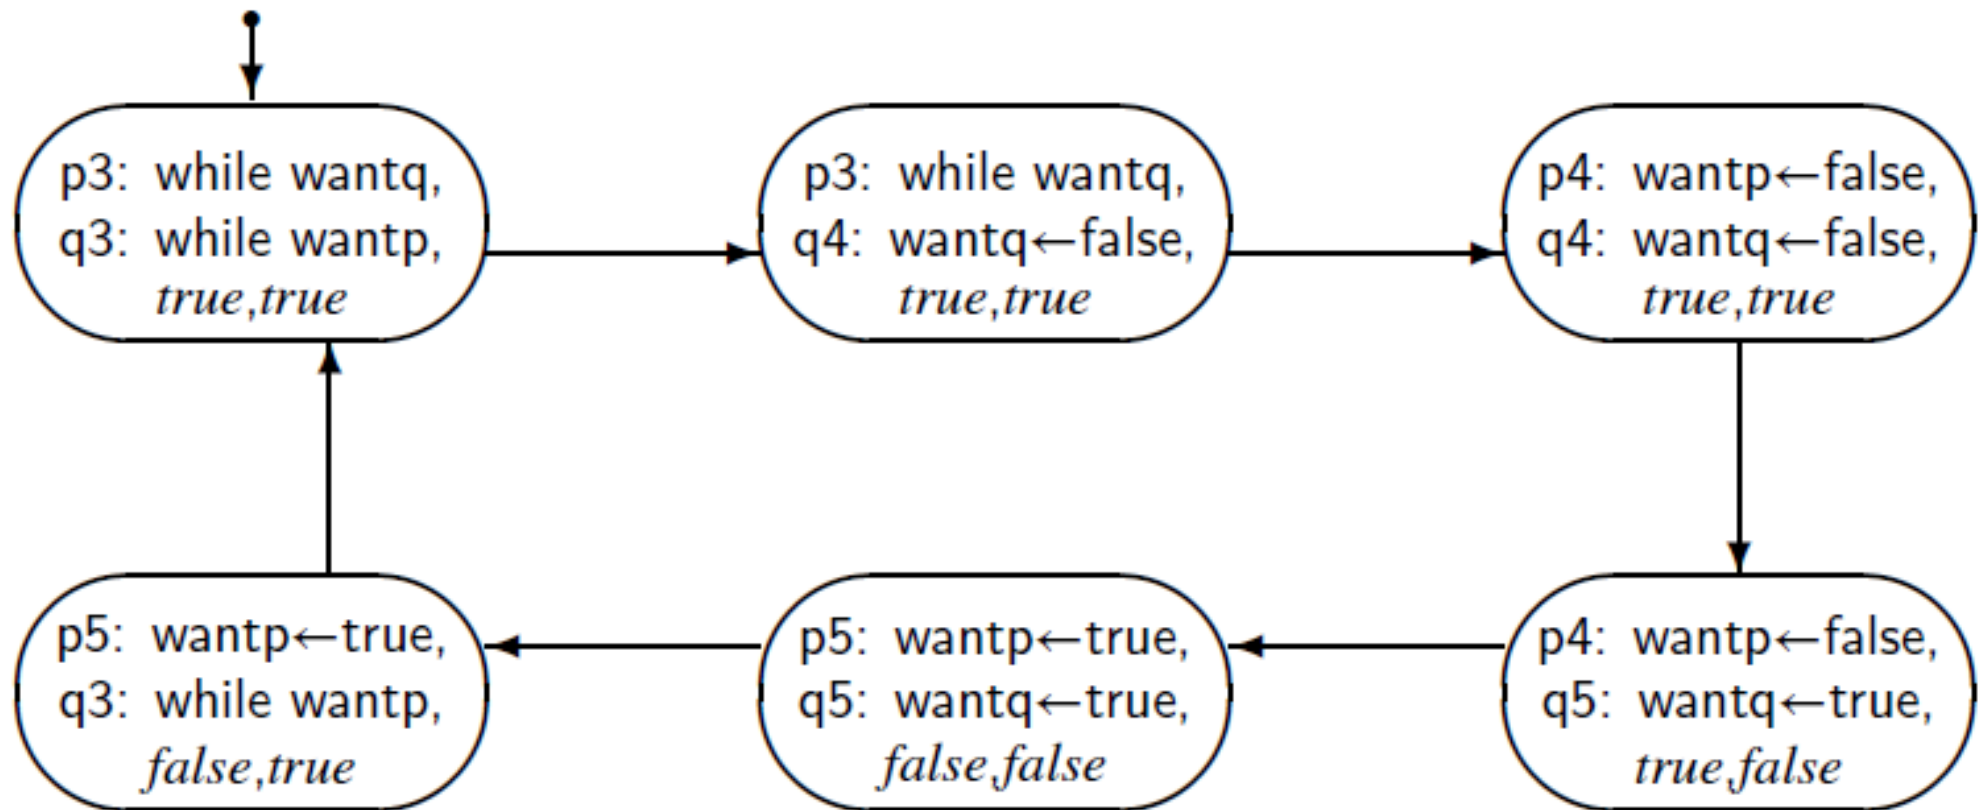 p3: while wantq,
q3: while wantp,
true,true
p3: while wantq,
q4: wantq←false,
true,true
p4: wantp←false,
q4: wantq←false,
true,true
p5: wantp←true,
q3: while wantp,
false,true
p5: wantp←true,
q5: wantq←true,
false,false
p4: wantp←false,
q5: wantq←true,
true,false